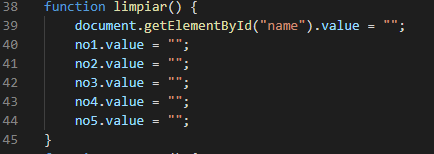 38 function limpiar() {
39 document.getElementById("name").value = "";
40 no1.value = "";
41 no2.value = "";
42 no3.value = "";
43 no4.value = "";
44 no5.value = "";
45 }